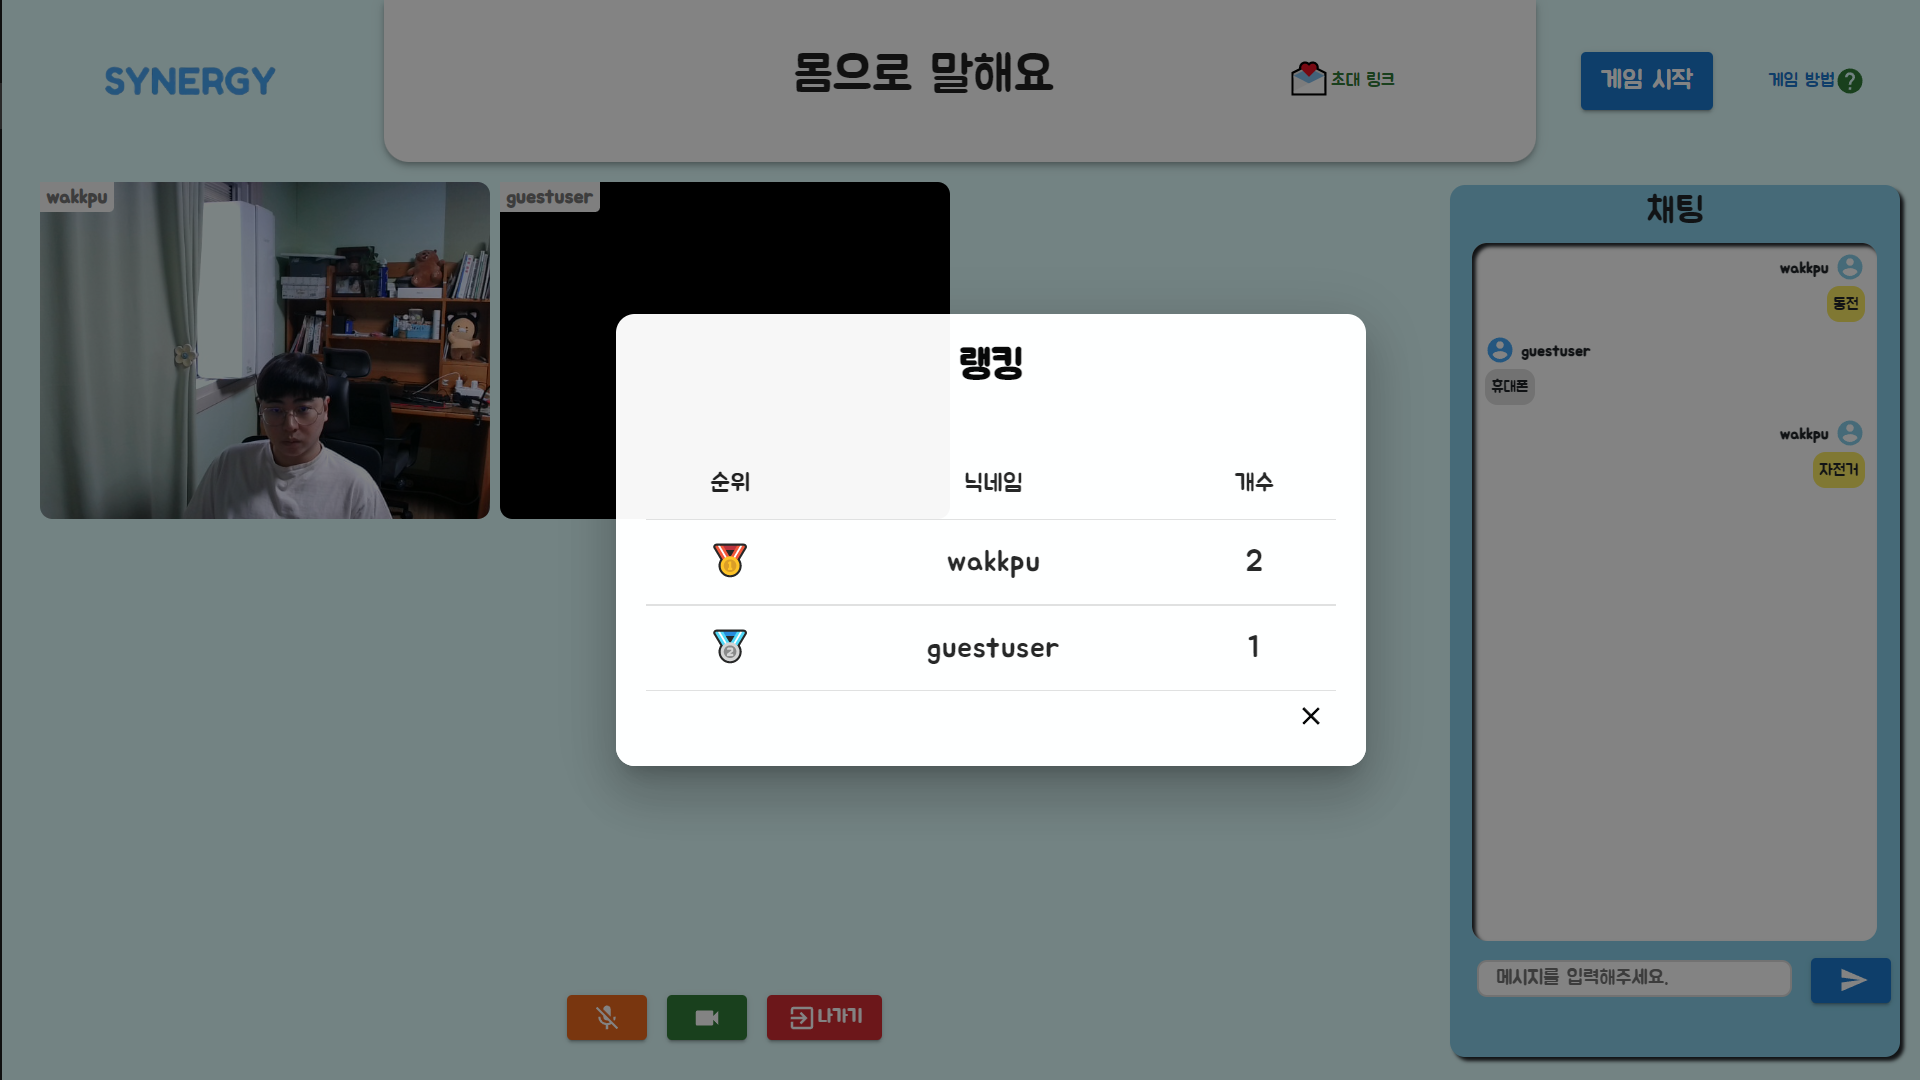 SYNERGY
몸으로 말해요
초대 링크
게임 시작
게임 방법
wakkpu
guestuser
채팅
wakkpu
동전
guestuser
휴대폰
wakkpu
자전거
랭킹
순위 닉네임 개수
1 wakkpu 2
2 guestuser 1
메시지를 입력해주세요.
나가기